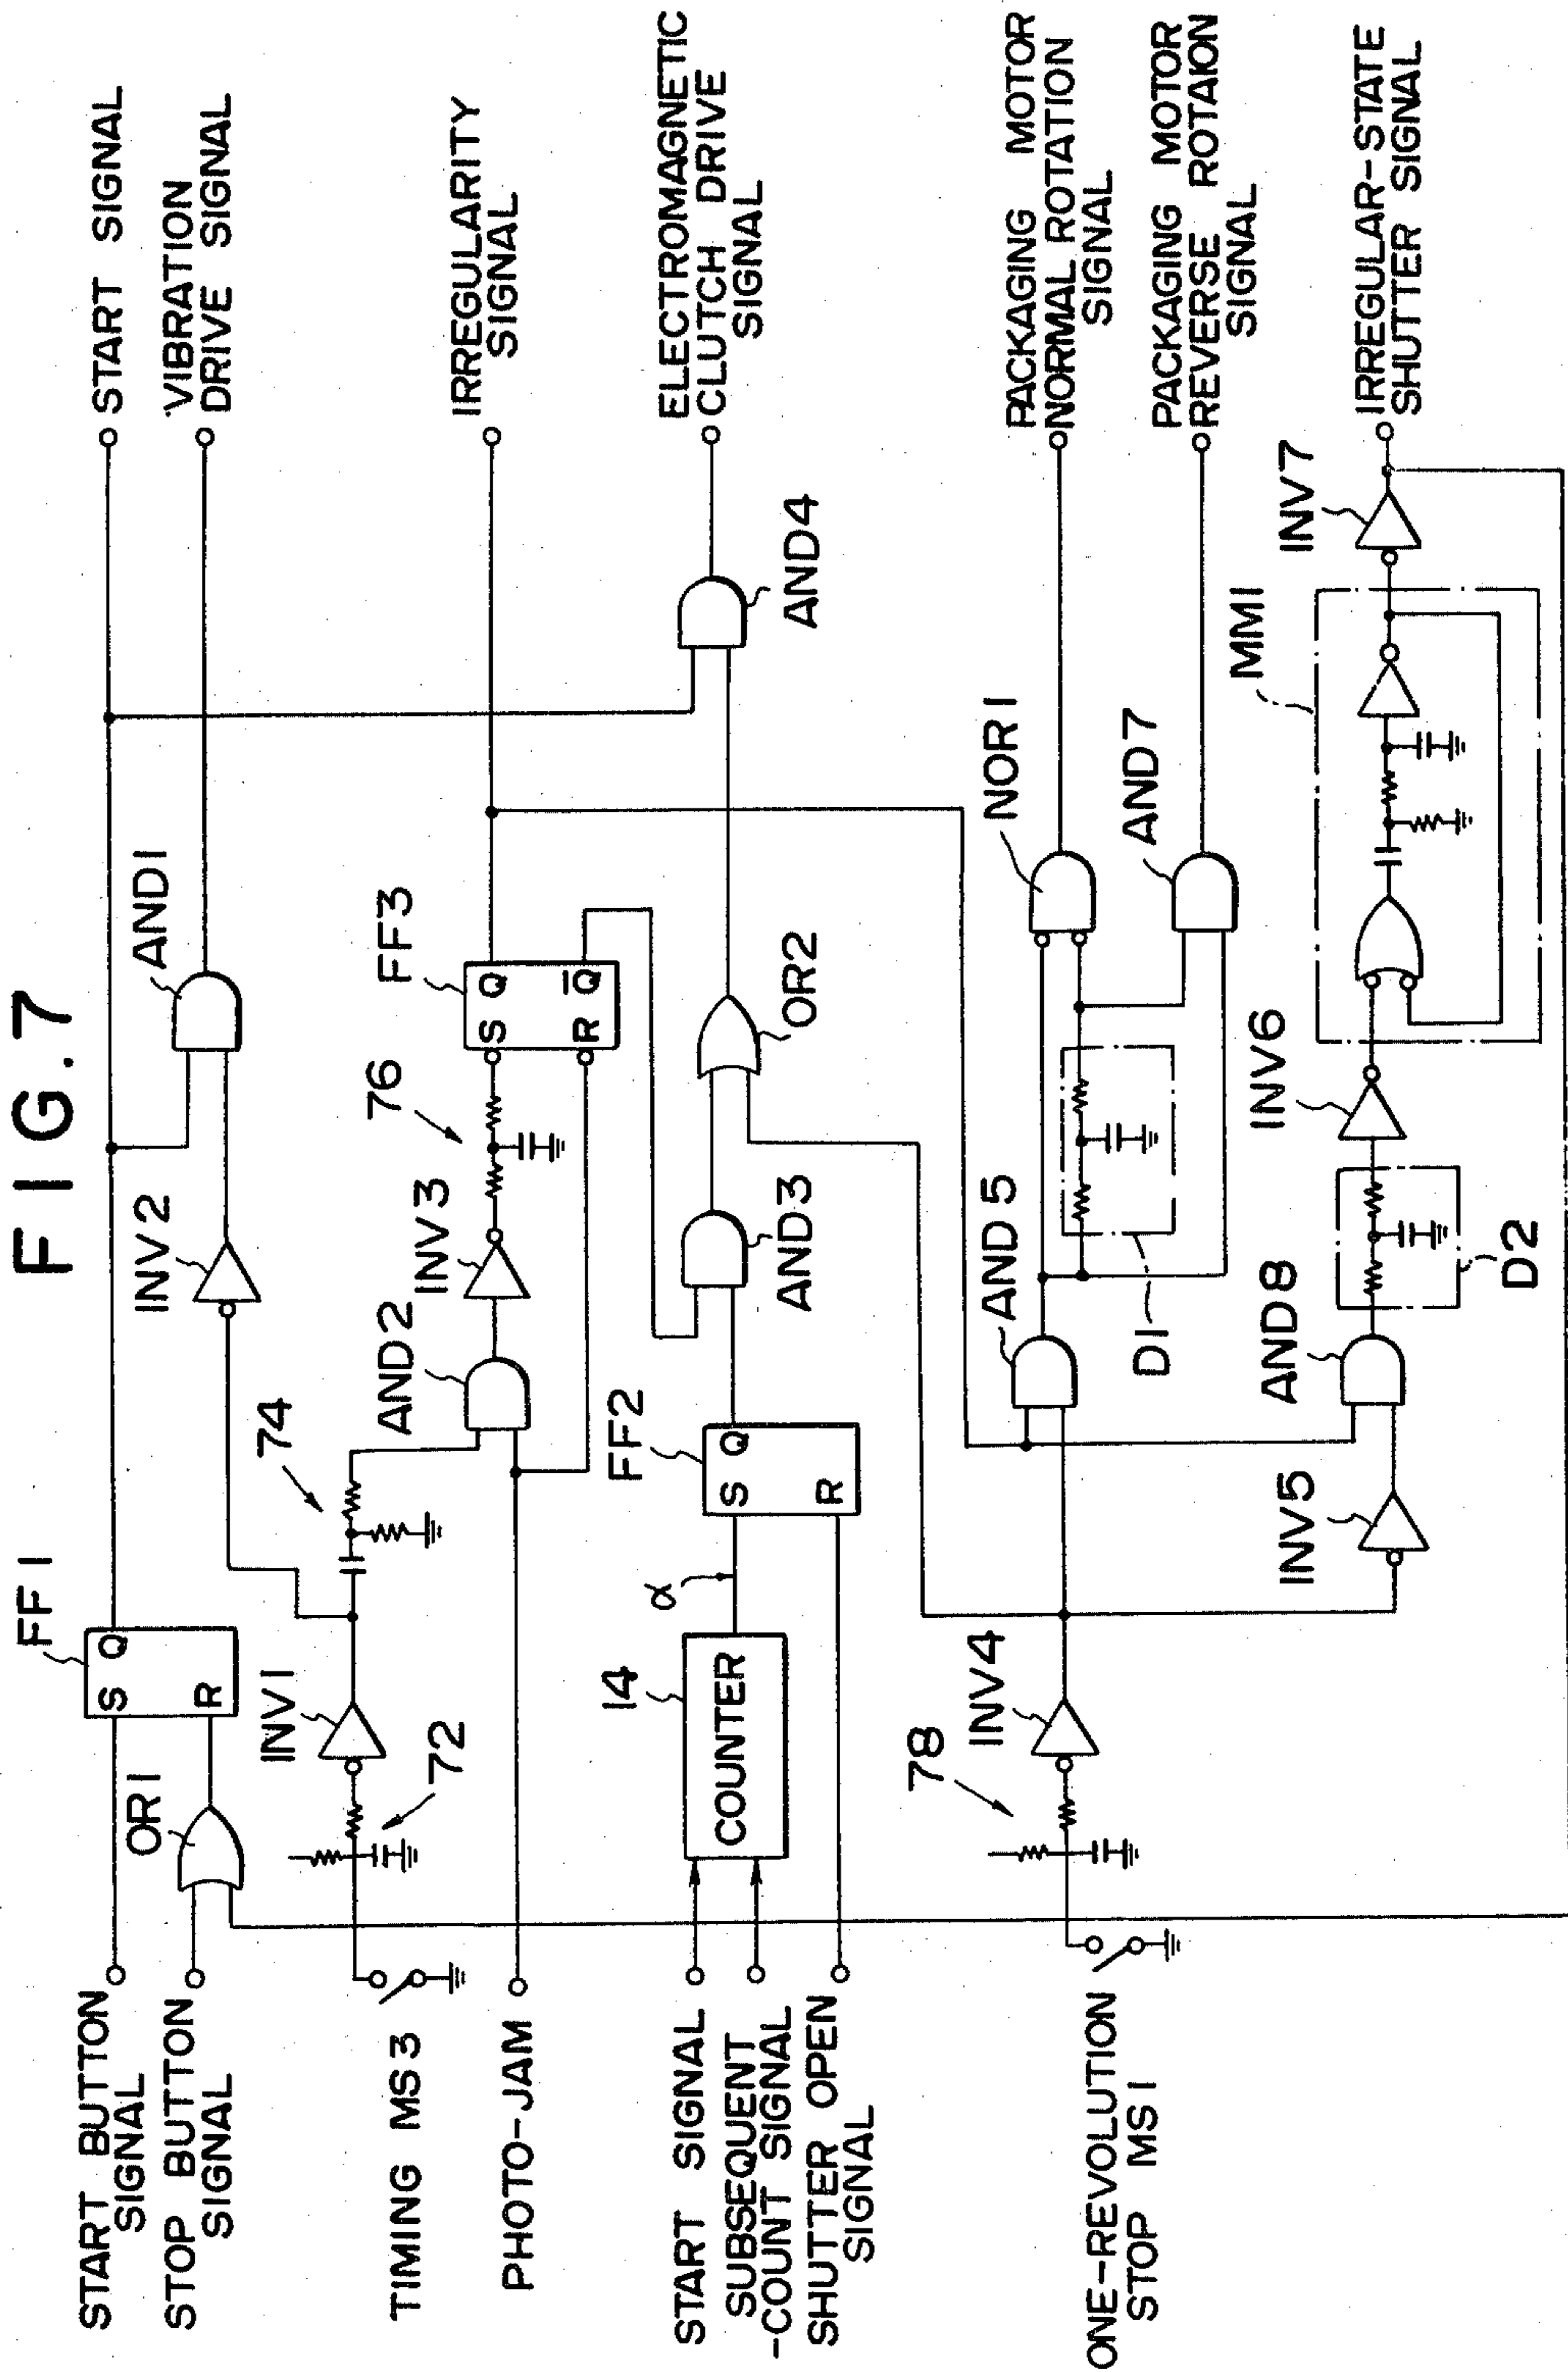 FIG. 7
START BUTTON
SIGNAL
STOP BUTTON
SIGNAL
TIMING MS3
PHOTO-JAM
START SIGNAL
SUBSEQUENT
-COUNT SIGNAL
SHUTTER OPEN
SIGNAL
ONE-REVOLUTION
STOP MS1
OR1
FF1
S Q
R
INV1
72
74
INV2
AND1
AND2
INV3
76
FF3
S Q
R Q̅
14
COUNTER
α
FF2
S Q
R
AND3
OR2
AND4
78
INV4
INV5
AND5
D1
AND8
D2
NOR1
AND7
INV6
MM1
INV7
START SIGNAL
VIBRATION
DRIVE SIGNAL
IRREGULARITY
SIGNAL
ELECTROMAGNETIC
CLUTCH DRIVE
SIGNAL
PACKAGING MOTOR
NORMAL ROTATION
SIGNAL
PACKAGING MOTOR
REVERSE ROTAION
SIGNAL
IRREGULAR-STATE
SHUTTER SIGNAL